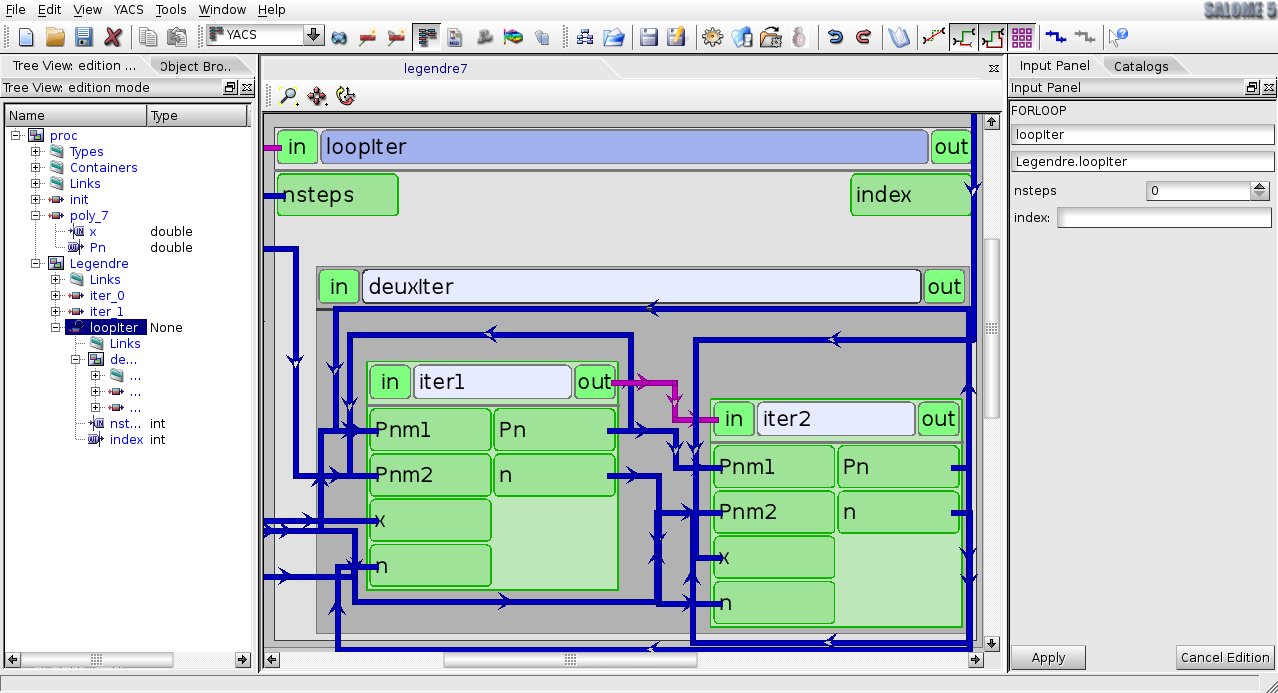 File Edit View YACS Tools Window Help
SALOME 5
YACS
Tree View: edition ... Object Bro..
Tree View: edition mode
Name Type
proc
Types
Containers
Links
init
poly_7
x double
Pn double
Legendre
Links
iter_0
iter_1
loopIter None
Links
de...
...
...
...
nst... int
index int
legendre7
in loopIter out
nsteps index
in deuxIter out
in iter1 out
Pnm1 Pn
Pnm2 n
x
n
in iter2 out
Pnm1 Pn
Pnm2 n
x
n
Input Panel Catalogs
Input Panel
FORLOOP
loopIter
Legendre.loopIter
nsteps 0
index:
Apply Cancel Edition